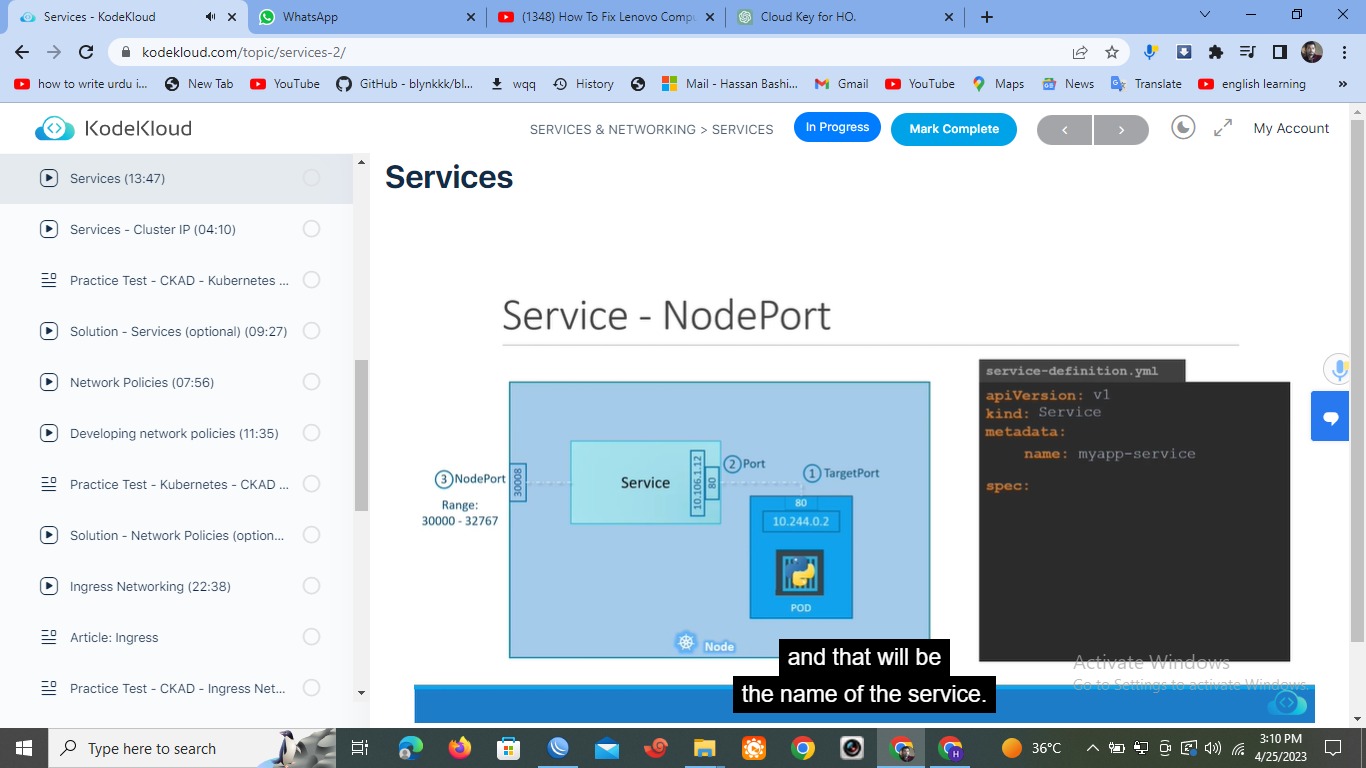 Services - KodeKloud
WhatsApp
(1348) How To Fix Lenovo Compu
Cloud Key for HO.
kodekloud.com/topic/services-2/
how to write urdu i...
New Tab
YouTube
GitHub - blynkkk/bl...
wqq
History
Mail - Hassan Bashi...
Gmail
YouTube
Maps
News
Translate
english learning
»
KodeKloud
SERVICES & NETWORKING > SERVICES
In Progress
Mark Complete
My Account
Services (13:47)
Services - Cluster IP (04:10)
Practice Test - CKAD - Kubernetes ...
Solution - Services (optional) (09:27)
Network Policies (07:56)
Developing network policies (11:35)
Practice Test - Kubernetes - CKAD ...
Solution - Network Policies (option...
Ingress Networking (22:38)
Article: Ingress
Practice Test - CKAD - Ingress Net...
Services
Service - NodePort
3 NodePort
Range:
30000 - 32767
30008
Service
10.106.1.12
80
2 Port
1 TargetPort
80
10.244.0.2
POD
Node
service-definition.yml
apiVersion: v1
kind: Service
metadata:
name: myapp-service
spec:
and that will be
the name of the service.
Activate Windows
Go to Settings to activate Windows.
Type here to search
H
36°C
3:10 PM
4/25/2023